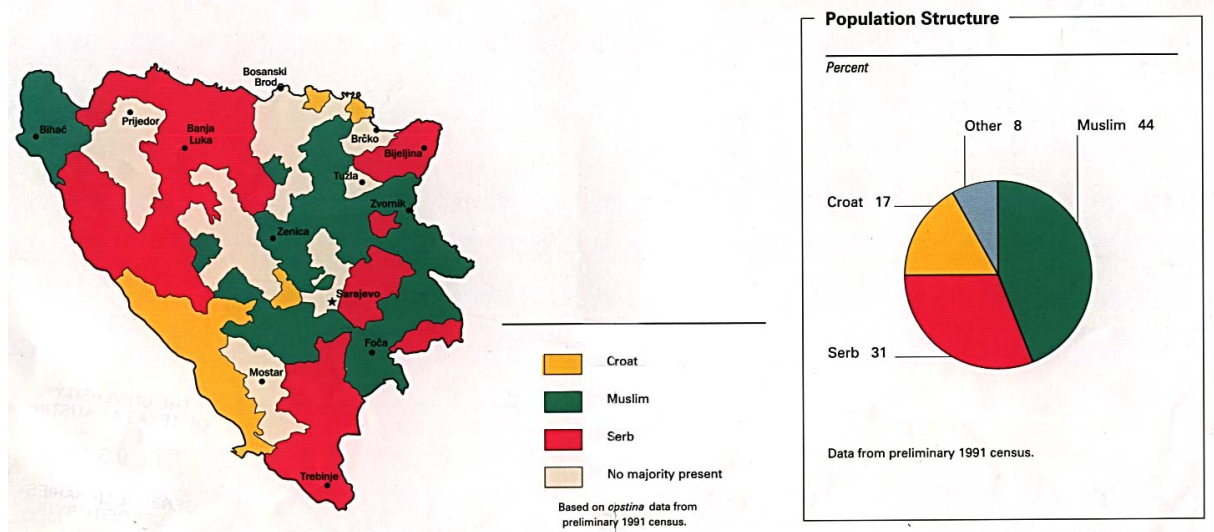 Bosanski
Brod
Prijedor
Bihać
Banja
Luka
Brčko
Bijeljina
Tuzla
Zvornik
Zenica
Sarajevo
Foča
Mostar
Trebinje
Croat
Muslim
Serb
No majority present
Based on opstina data from
preliminary 1991 census.
Population Structure
Percent
Other 8
Muslim 44
Croat 17
Serb 31
Data from preliminary 1991 census.